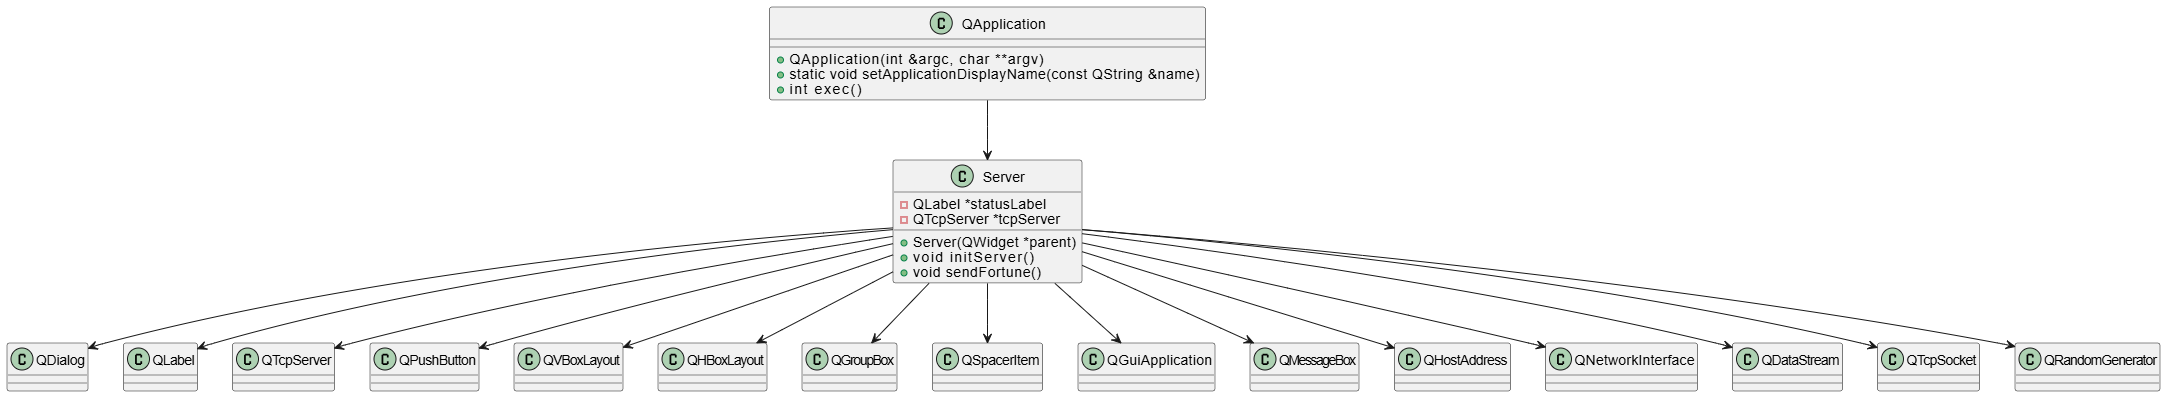 C QApplication
QApplication(int &argc, char **argv)
static void setApplicationDisplayName(const QString &name)
int exec()
C Server
QLabel *statusLabel
QTcpServer *tcpServer
Server(QWidget *parent)
void initServer()
void sendFortune()
C QDialog
C QLabel
C QTcpServer
C QPushButton
C QVBoxLayout
C QHBoxLayout
C QGroupBox
C QSpacerItem
C QGuiApplication
C QMessageBox
C QHostAddress
C QNetworkInterface
C QDataStream
C QTcpSocket
C QRandomGenerator